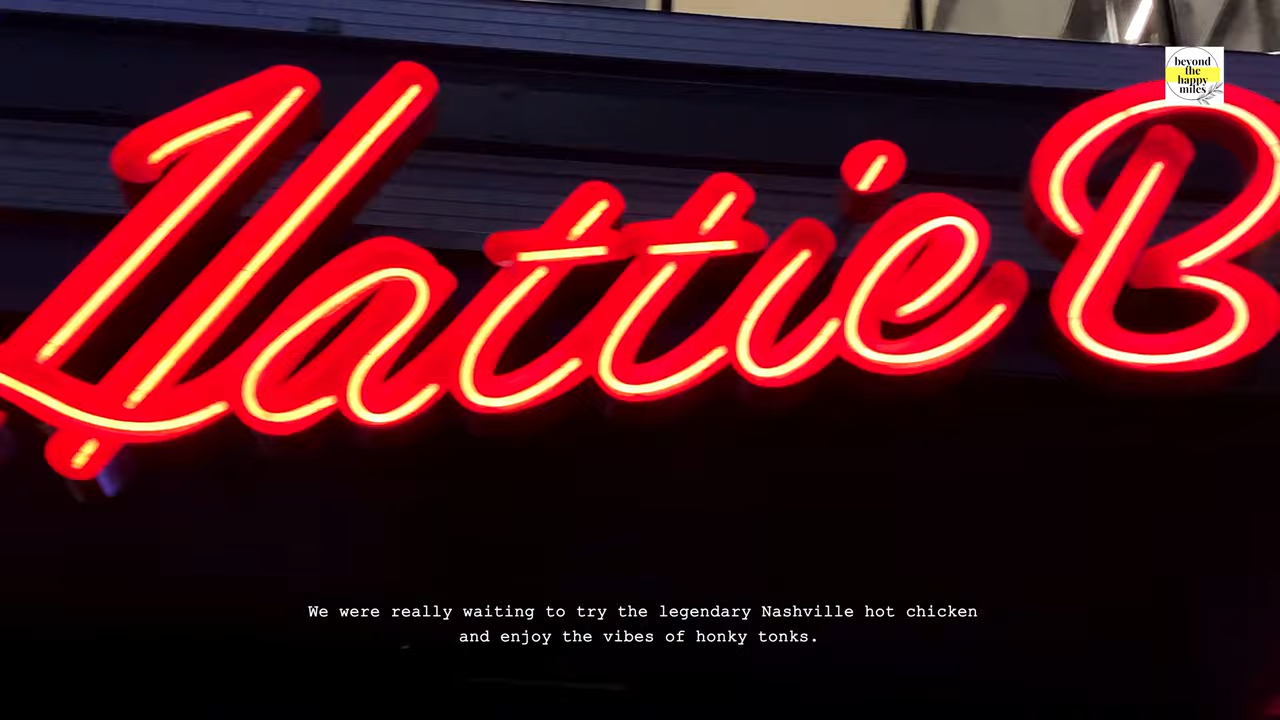 beyond
the
happy
miles
Hattie B
We were really waiting to try the legendary Nashville hot chicken
and enjoy the vibes of honky tonks.